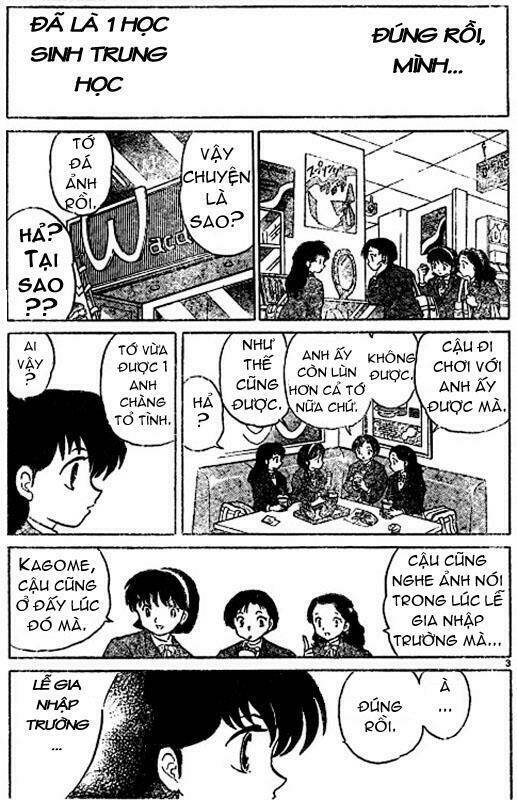 ĐÚNG RỒI,
MÌNH...
ĐÃ LÀ 1 HỌC
SINH TRUNG
HỌC
VẬY
CHUYỆN
LÀ
SAO?
TỚ
ĐÁ
ẢNH
RỒI.
HẢ?
TẠI
SAO
??
Wacd
CẬU ĐI
CHƠI VỚI
ANH ẤY
ĐƯỢC MÀ.
KHÔNG
ĐƯỢC.
ANH ẤY
CÒN LÙN
HƠN CẢ TỚ
NỮA CHỨ.
NHƯ
THẾ
CŨNG
ĐƯỢC.
HẢ
?
TỚ VỪA
ĐƯỢC 1
ANH
CHÀNG
TỎ TÌNH.
AI
VẬY
?
CẬU CŨNG
NGHE ẢNH NÓI
TRONG LÚC LỄ
GIA NHẬP
TRƯỜNG MÀ...
KAGOME,
CẬU CŨNG
Ở ĐẤY LÚC
ĐÓ MÀ.
3
À
...
ĐÚNG
RỒI.
LỄ GIA
NHẬP
TRƯỜNG
...